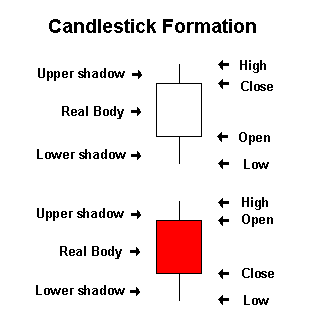 Candlestick Formation
Upper shadow
High
Close
Real Body
Open
Lower shadow
Low
Upper shadow
High
Open
Real Body
Close
Lower shadow
Low